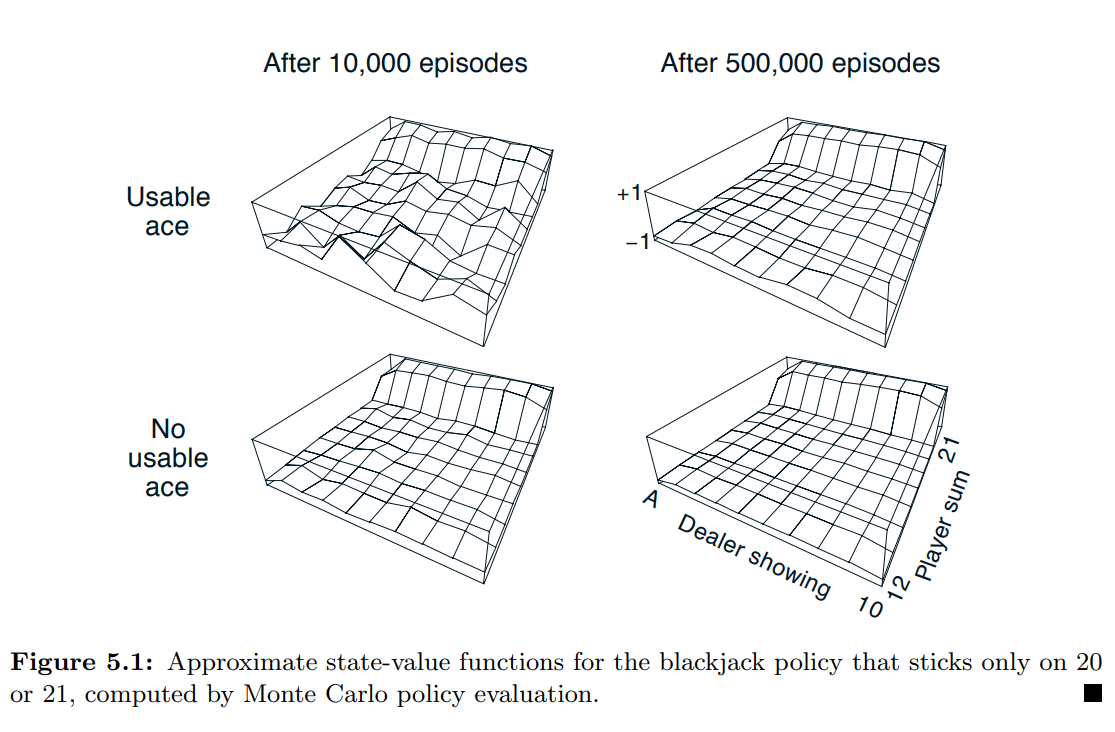 After 10,000 episodes
After 500,000 episodes
Usable
ace
+1
−1
No
usable
ace
A
Dealer showing
10
12
Player sum
21
Figure 5.1: Approximate state-value functions for the blackjack policy that sticks only on 20
or 21, computed by Monte Carlo policy evaluation.